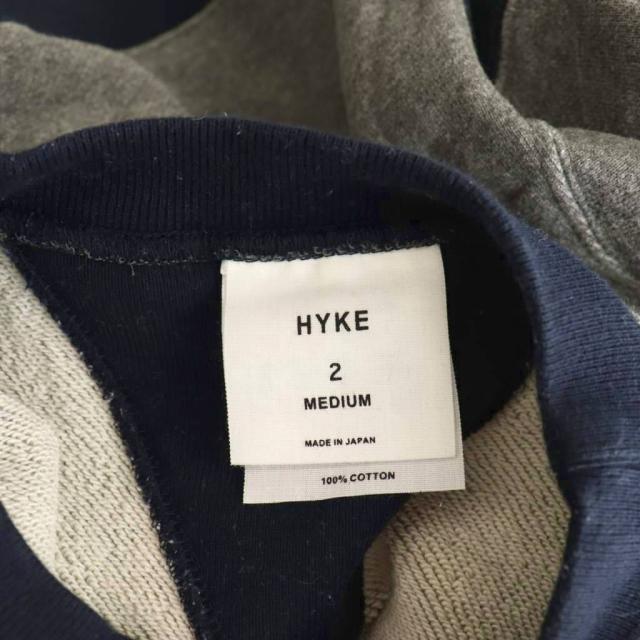 HYKE
2
MEDIUM
MADE IN JAPAN
100% COTTON